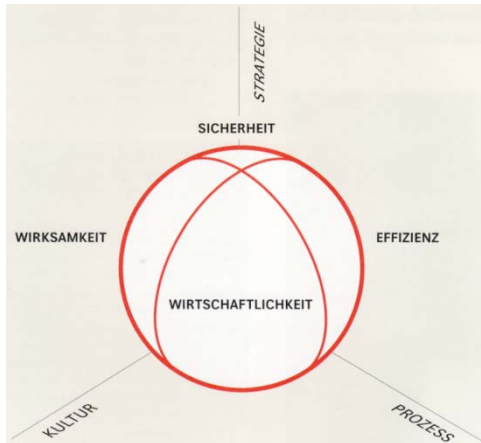 STRATEGIE
SICHERHEIT
WIRKSAMKEIT
EFFIZIENZ
WIRTSCHAFTLICHKEIT
KULTUR
PROZESS